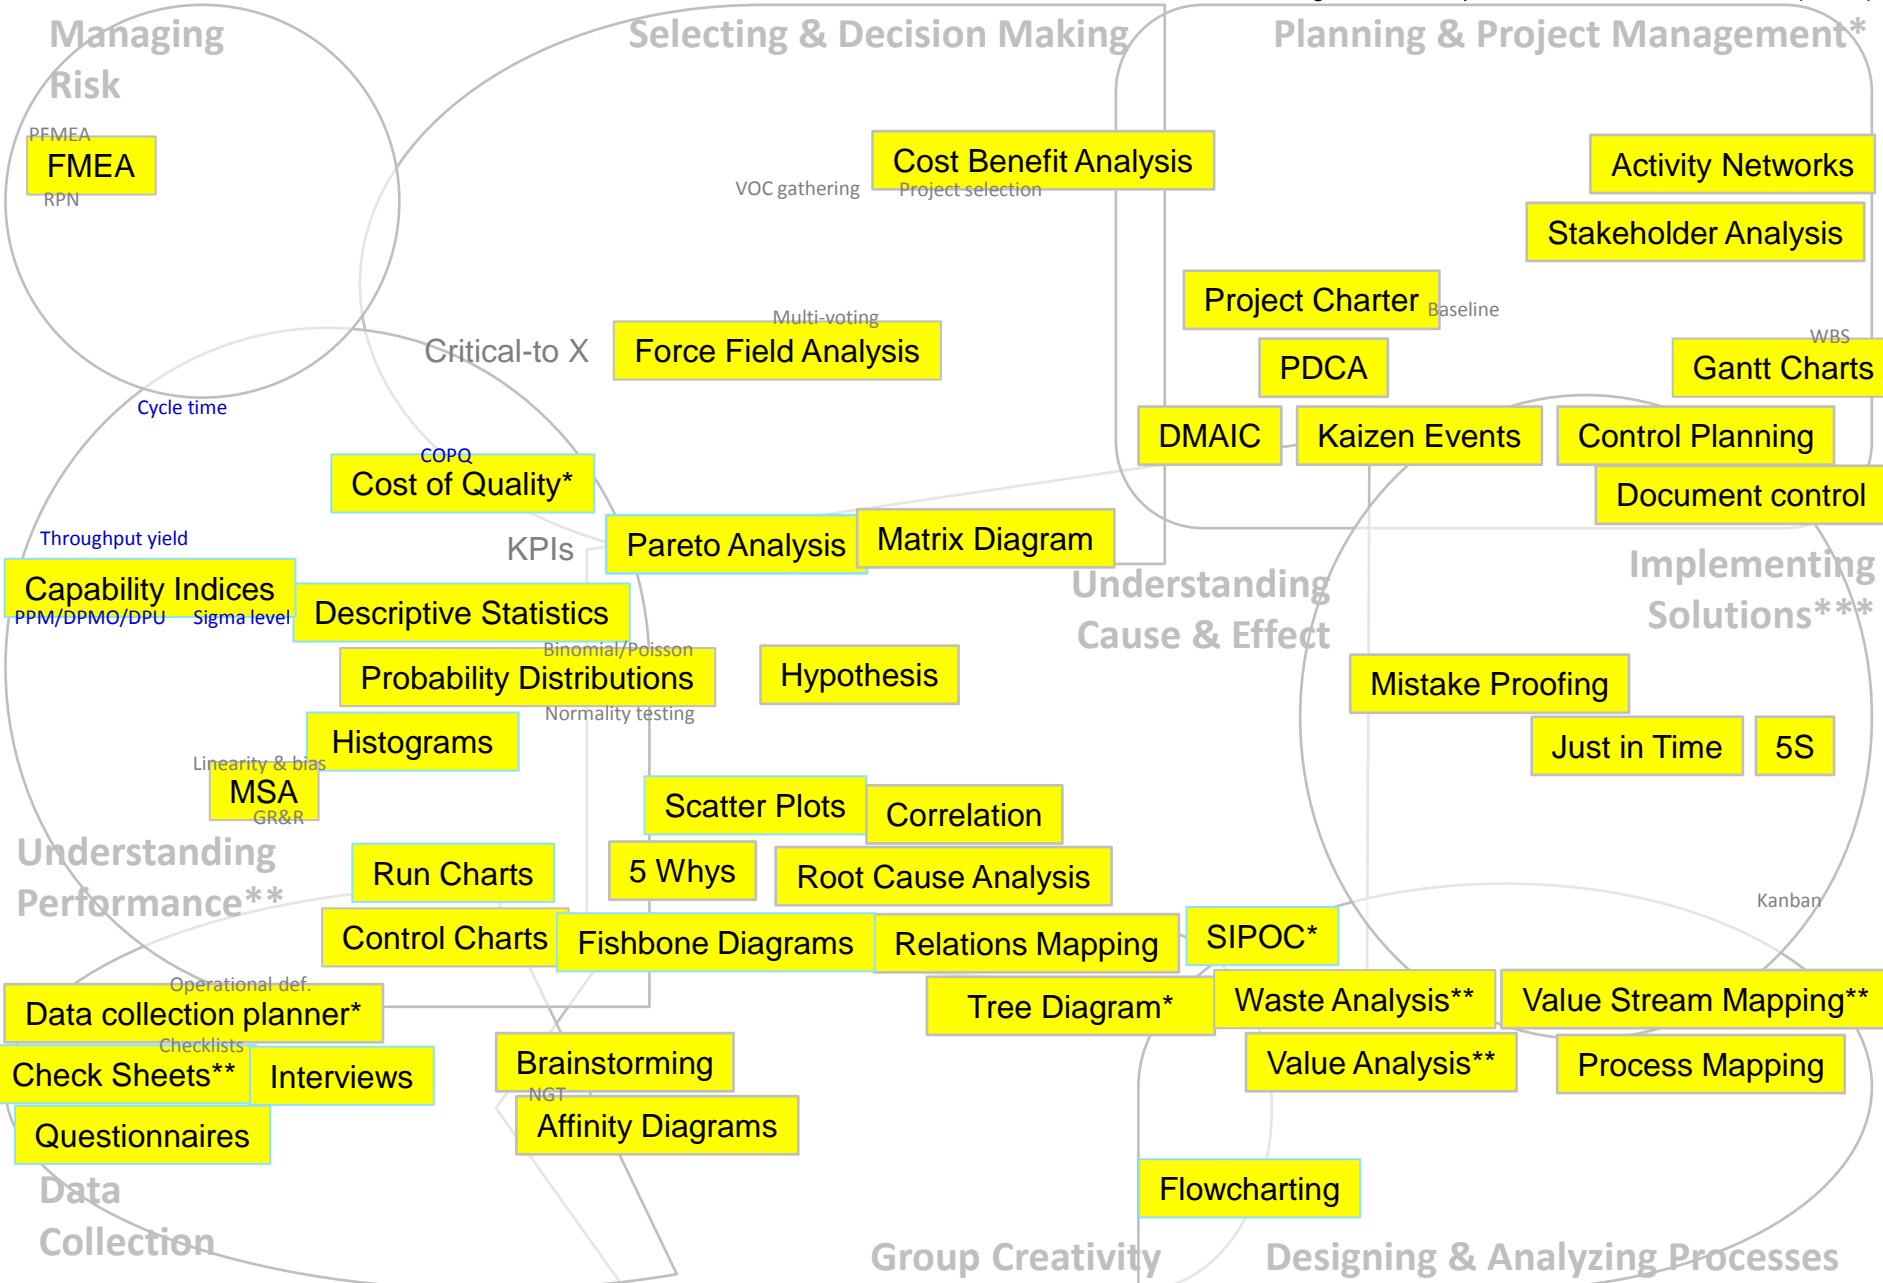 Managing
Risk
Selecting & Decision Making
Planning & Project Management*
PFMEA
FMEA
RPN
Cost Benefit Analysis
VOC gathering
Project selection
Activity Networks
Stakeholder Analysis
Project Charter
Baseline
Multi-voting
Critical-to X
Force Field Analysis
WBS
PDCA
Gantt Charts
Cycle time
DMAIC
Kaizen Events
Control Planning
COPQ
Cost of Quality*
Document control
Throughput yield
KPIs
Pareto Analysis
Matrix Diagram
Capability Indices
PPM/DPMO/DPU
Sigma level
Descriptive Statistics
Understanding
Cause & Effect
Implementing
Solutions***
Binomial/Poisson
Probability Distributions
Normality testing
Hypothesis
Mistake Proofing
Histograms
Just in Time
5S
Linearity & bias
MSA
GR&R
Scatter Plots
Correlation
Understanding
Performance**
Run Charts
5 Whys
Root Cause Analysis
Kanban
Control Charts
Fishbone Diagrams
Relations Mapping
SIPOC*
Operational def.
Data collection planner*
Tree Diagram*
Waste Analysis**
Value Stream Mapping**
Checklists
Check Sheets**
Interviews
Brainstorming
NGT
Value Analysis**
Process Mapping
Questionnaires
Affinity Diagrams
Data
Collection
Flowcharting
Group Creativity
Designing & Analyzing Processes